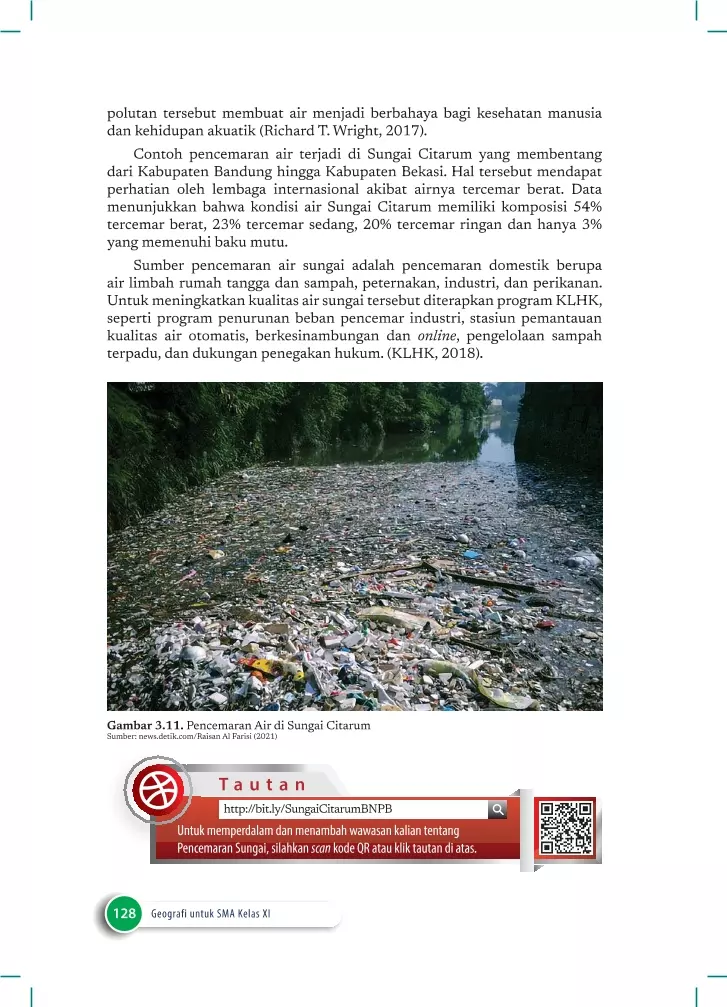 polutan tersebut membuat air menjadi berbahaya bagi kesehatan manusia
dan kehidupan akuatik (Richard T. Wright, 2017).
Contoh pencemaran air terjadi di Sungai Citarum yang membentang
dari Kabupaten Bandung hingga Kabupaten Bekasi. Hal tersebut mendapat
perhatian oleh lembaga internasional akibat airnya tercemar berat. Data
menunjukkan bahwa kondisi air Sungai Citarum memiliki komposisi 54%
tercemar berat, 23% tercemar sedang, 20% tercemar ringan dan hanya 3%
yang memenuhi baku mutu.
Sumber pencemaran air sungai adalah pencemaran domestik berupa
air limbah rumah tangga dan sampah, peternakan, industri, dan perikanan.
Untuk meningkatkan kualitas air sungai tersebut diterapkan program KLHK,
seperti program penurunan beban pencemar industri, stasiun pemantauan
kualitas air otomatis, berkesinambungan dan online, pengelolaan sampah
terpadu, dan dukungan penegakan hukum. (KLHK, 2018).
Gambar 3.11. Pencemaran Air di Sungai Citarum
Sumber: news.detik.com/Raisan Al Farisi (2021)
Tautan
http://bit.ly/SungaiCitarumBNPB
Untuk memperdalam dan menambah wawasan kalian tentang
Pencemaran Sungai, silahkan scan kode QR atau klik tautan di atas.
128 Geografi untuk SMA Kelas XI